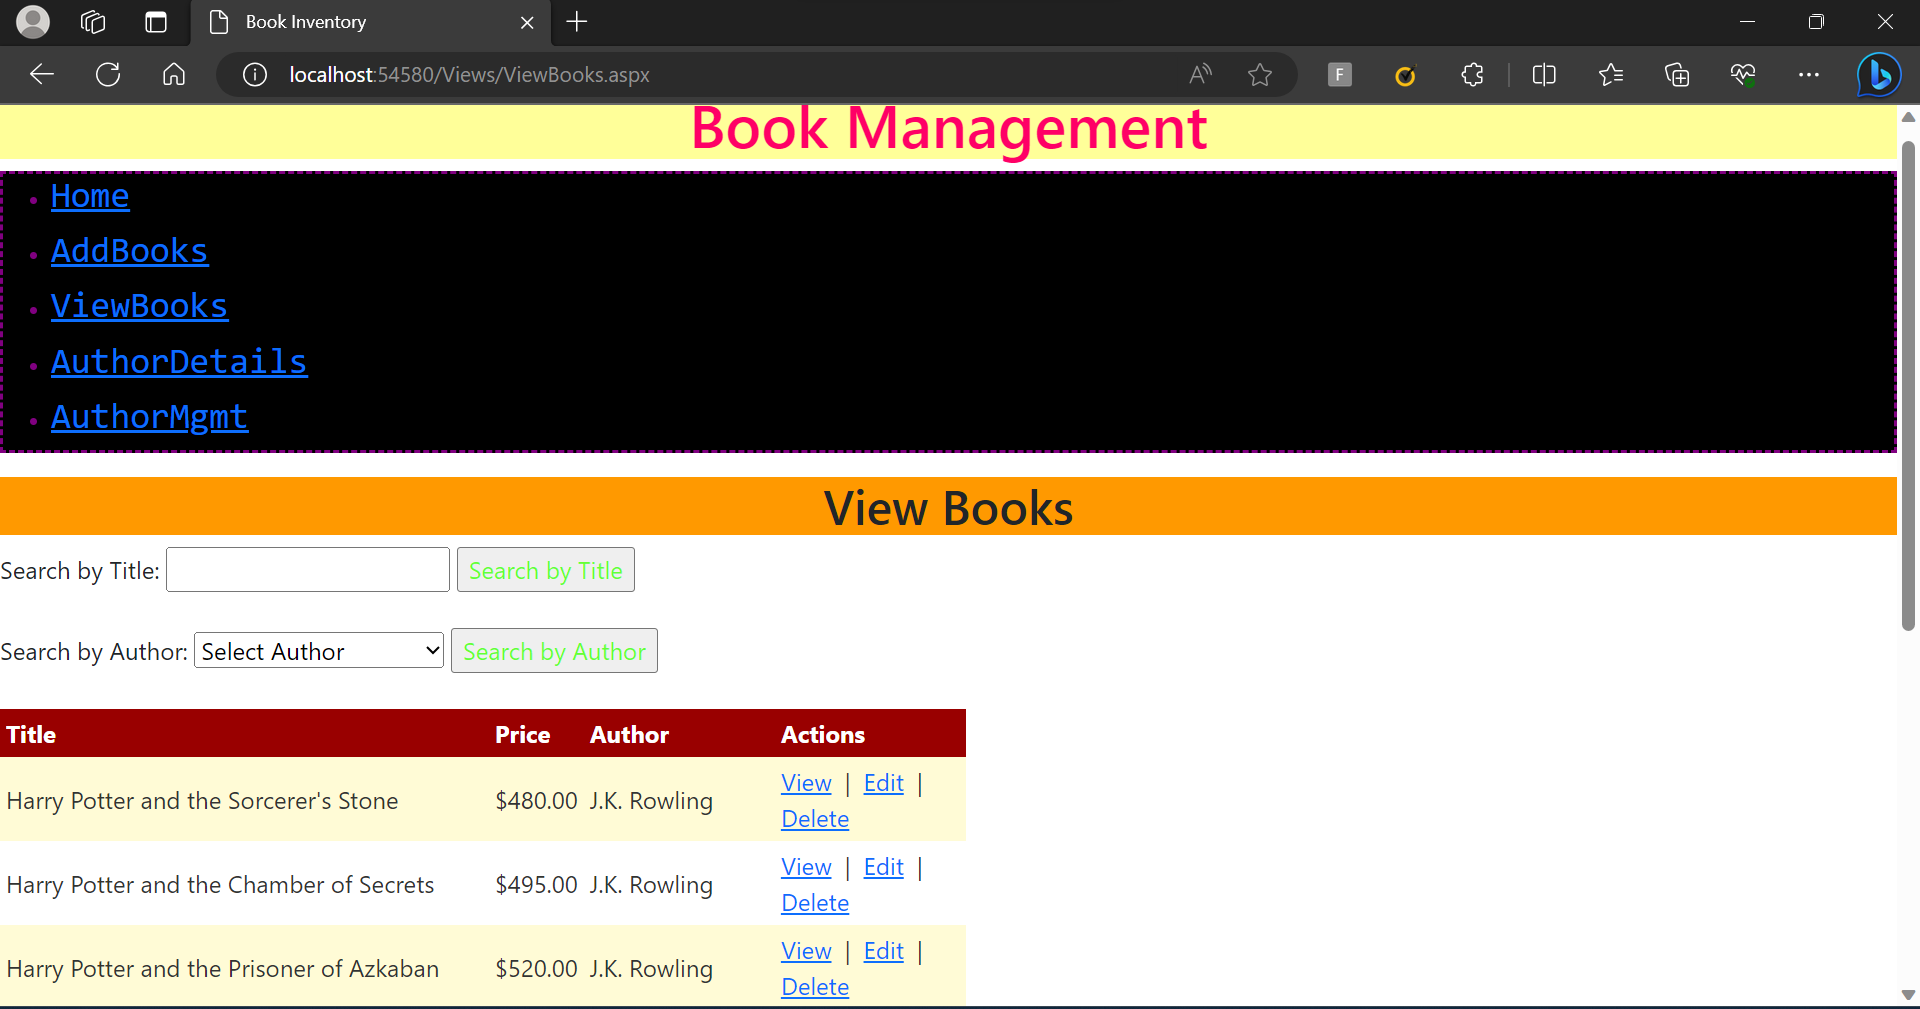 Book Inventory
localhost:54580/Views/ViewBooks.aspx
F
Book Management
Home
AddBooks
ViewBooks
AuthorDetails
AuthorMgmt
View Books
Search by Title: Search by Title
Search by Author: Select Author Search by Author
Title Price Author Actions
Harry Potter and the Sorcerer's Stone $480.00 J.K. Rowling View | Edit |
Delete
Harry Potter and the Chamber of Secrets $495.00 J.K. Rowling View | Edit |
Delete
Harry Potter and the Prisoner of Azkaban $520.00 J.K. Rowling View | Edit |
Delete